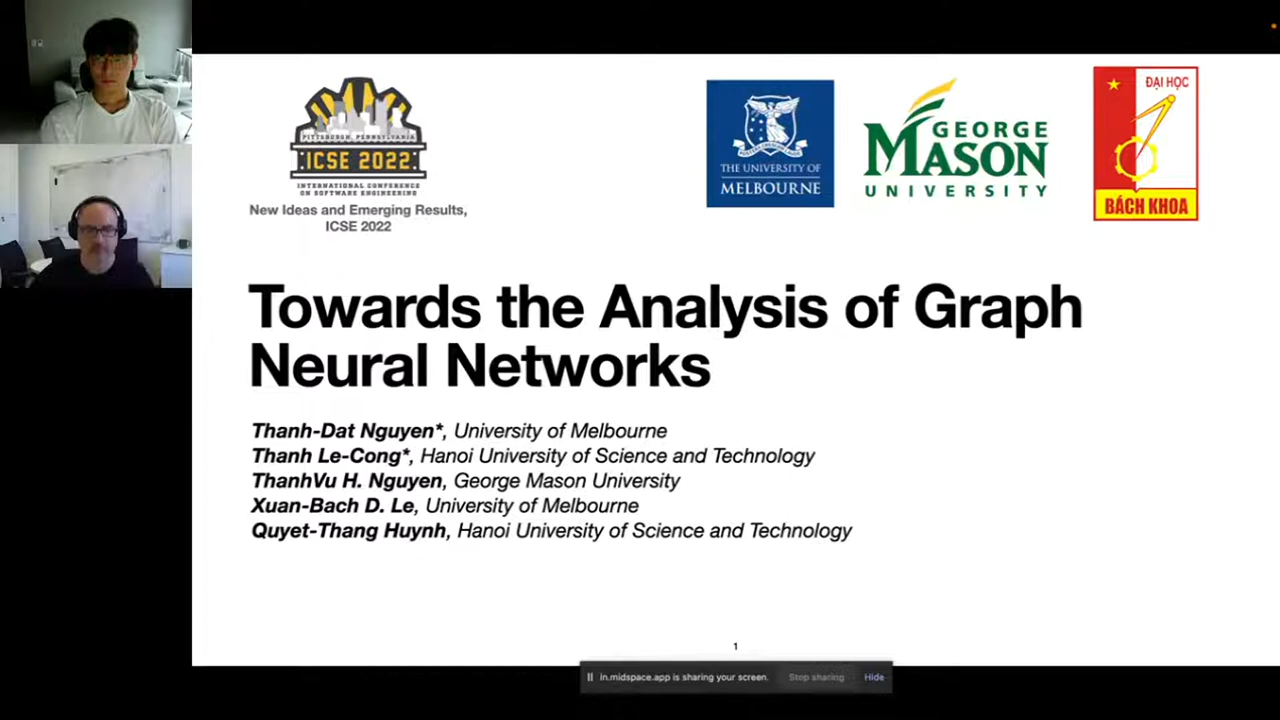 PITTSBURGH, PENNSYLVANIA
ICSE 2022
INTERNATIONAL CONFERENCE
ON SOFTWARE ENGINEERING
New Ideas and Emerging Results,
ICSE 2022
THE UNIVERSITY OF
MELBOURNE
GEORGE
MASON
UNIVERSITY
ĐẠI HỌC
BÁCH KHOA
Towards the Analysis of Graph
Neural Networks
Thanh-Dat Nguyen*, University of Melbourne
Thanh Le-Cong*, Hanoi University of Science and Technology
ThanhVu H. Nguyen, George Mason University
Xuan-Bach D. Le, University of Melbourne
Quyet-Thang Huynh, Hanoi University of Science and Technology
1
in.midspace.app is sharing your screen.
Stop sharing
Hide